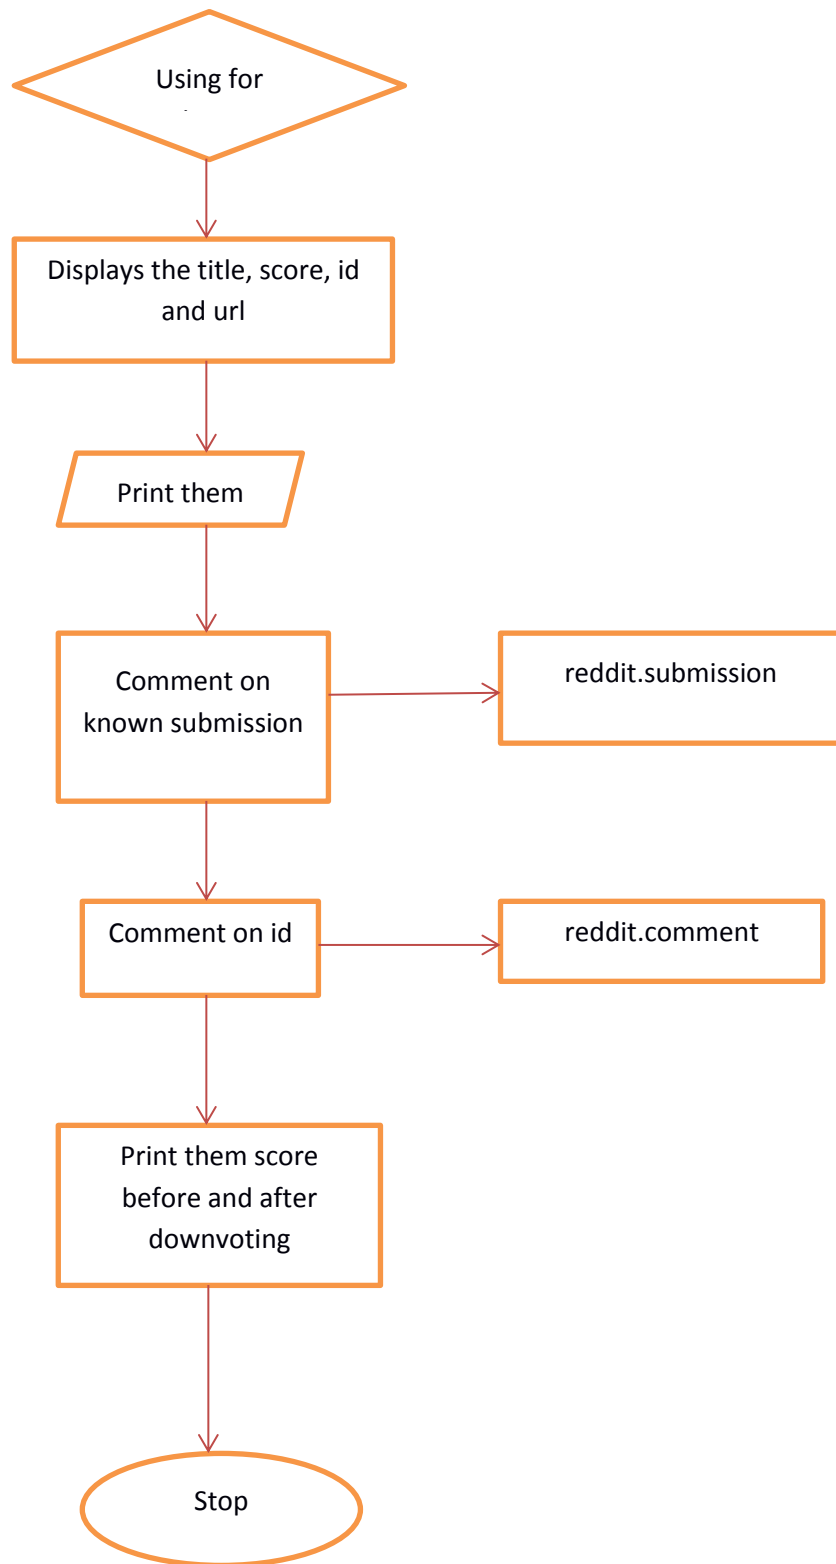 Using for
Displays the title, score, id
and url
Print them
Comment on
known submission
reddit.submission
Comment on id
reddit.comment
Print them score
before and after
downvoting
Stop